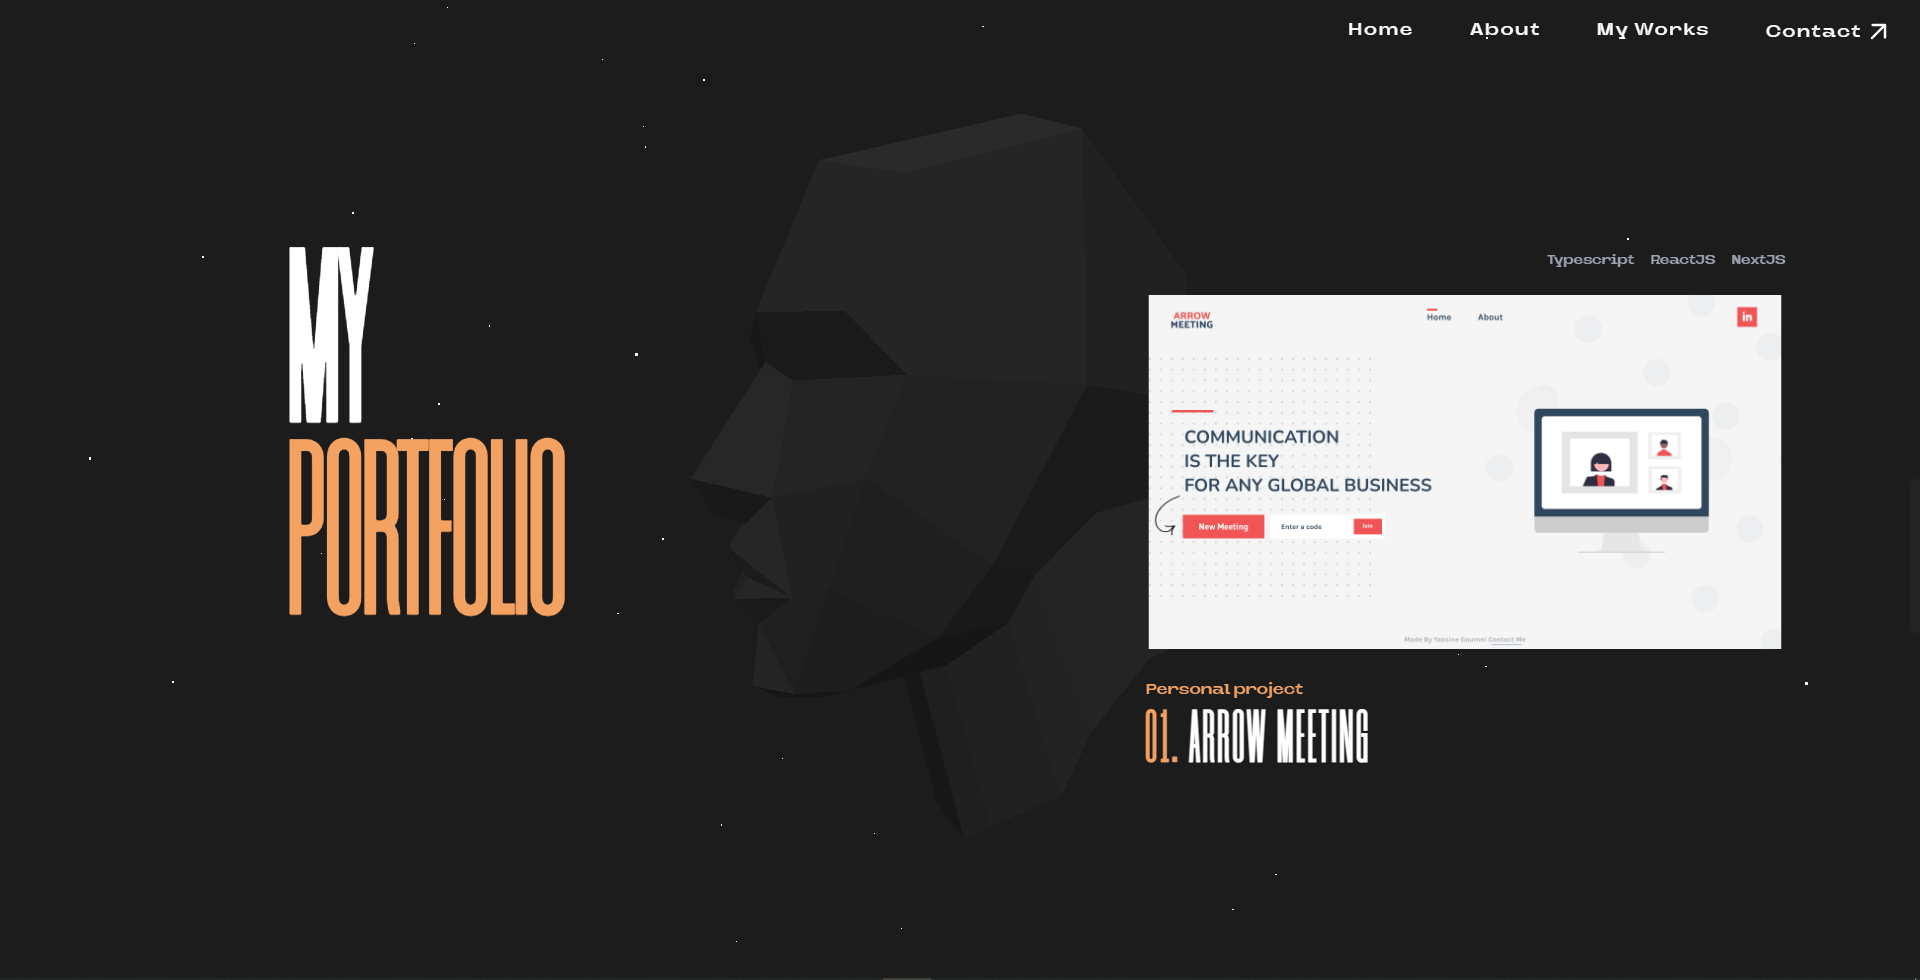 Home About My Works Contact
MY
PORTFOLIO
Typescript ReactJS NextJS
ARROW
MEETING
Home About
in
COMMUNICATION
IS THE KEY
FOR ANY GLOBAL BUSINESS
New Meeting Enter a code Join
Made By Yassine Goumni Contact Me
Personal project
01. ARROW MEETING